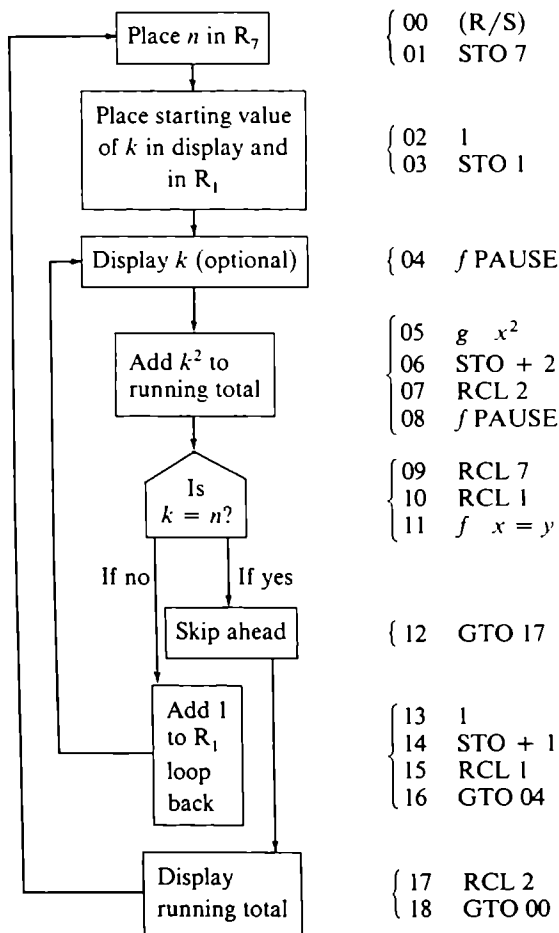 Place n in R₇
{ 00 (R/S)
01 STO 7
Place starting
value
of k in display and
in R₁
{ 02 1
03 STO 1
Display k (optional)
{ 04 f PAUSE
Add k² to
running total
{ 05 g x²
06 STO + 2
07 RCL 2
08 f PAUSE
Is
k = n?
{ 09 RCL 7
10 RCL 1
11 f x = y
If no
If yes
Skip ahead
{ 12 GTO 17
Add 1
to R₁
loop
back
{ 13 1
14 STO + 1
15 RCL 1
16 GTO 04
Display
running total
{ 17 RCL 2
18 GTO 00